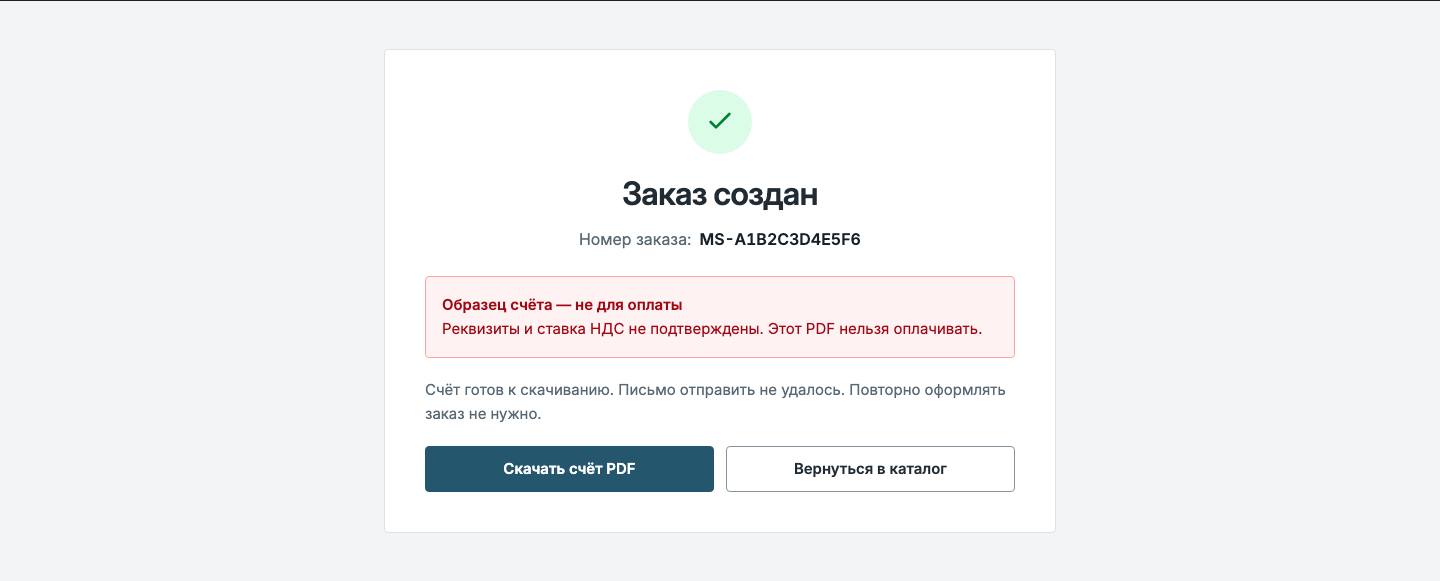 Заказ создан
Номер заказа: MS-A1B2C3D4E5F6
Образец счёта — не для оплаты
Реквизиты и ставка НДС не подтверждены. Этот PDF нельзя оплачивать.
Счёт готов к скачиванию. Письмо отправить не удалось. Повторно оформлять
заказ не нужно.
Скачать счёт PDF
Вернуться в каталог